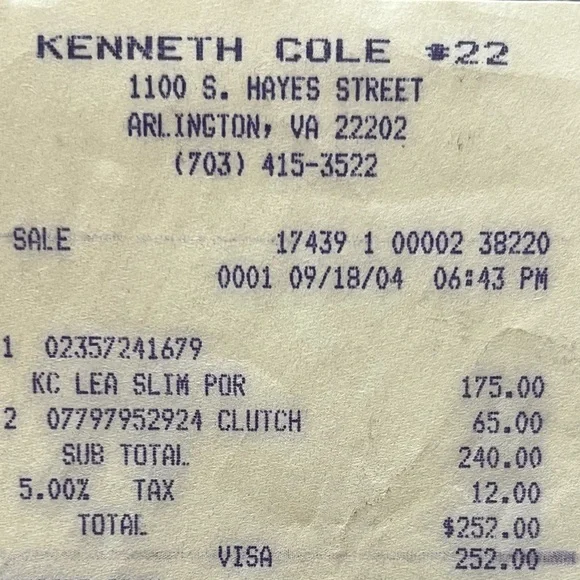 KENNETH COLE #22
1100 S. HAYES STREET
ARLINGTON, VA 22202
(703) 415-3522
SALE 17439 1 00002 38220
0001 09/18/04 06:43 PM
1 02357241679
KC LEA SLIM POR 175.00
2 07797952924 CLUTCH 65.00
SUB TOTAL 240.00
5.00% TAX 12.00
TOTAL $252.00
VISA 252.00